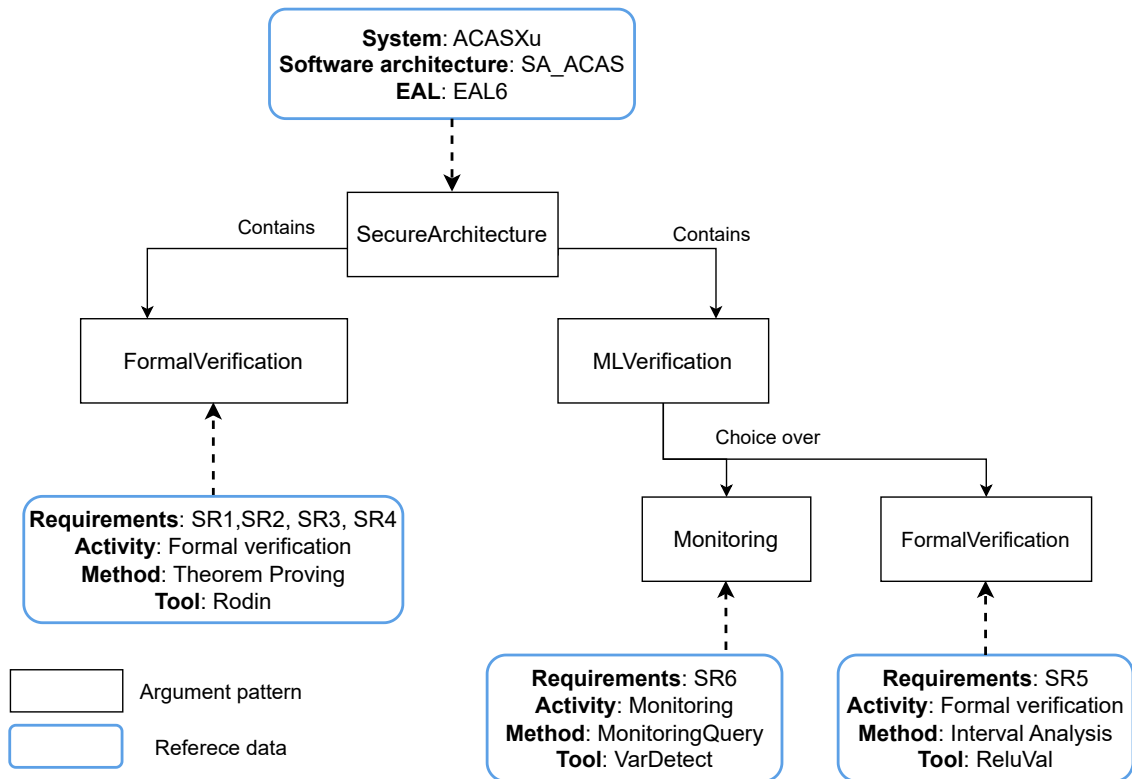 System: ACASXu
Software architecture: SA_ACAS
EAL: EAL6
SecureArchitecture
Contains
Contains
FormalVerification
MLVerification
Choice over
Monitoring
FormalVerification
Requirements: SR1,SR2, SR3, SR4
Activity: Formal verification
Method: Theorem Proving
Tool: Rodin
Requirements: SR6
Activity: Monitoring
Method: MonitoringQuery
Tool: VarDetect
Requirements: SR5
Activity: Formal verification
Method: Interval Analysis
Tool: ReluVal
Argument pattern
Referece data